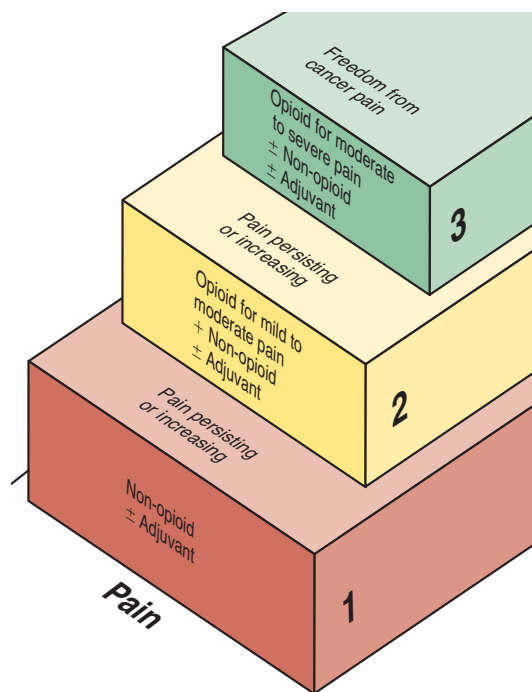 Freedom from
cancer pain
Opioid for moderate
to severe pain
± Non-opioid
± Adjuvant
3
Pain persisting
or increasing
Opioid for mild to
moderate pain
+ Non-opioid
± Adjuvant
2
Pain persisting
or increasing
Non-opioid
± Adjuvant
1
Pain